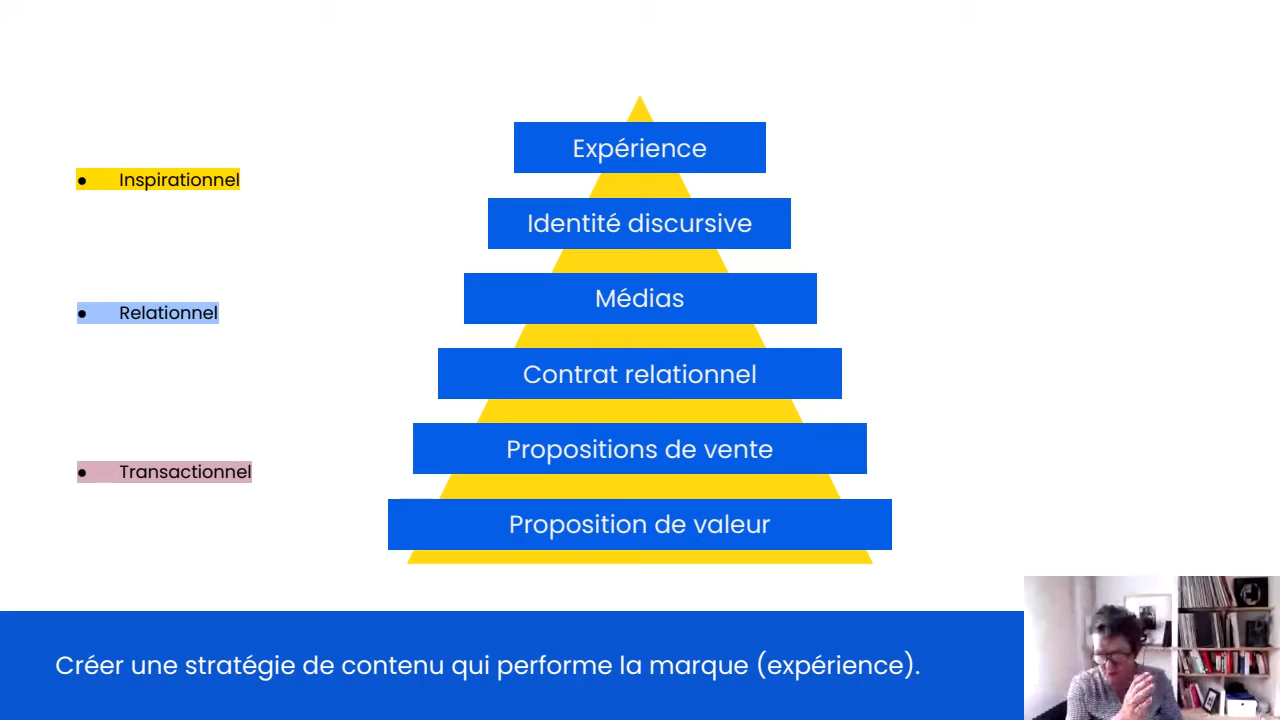 Expérience
● Inspirationnel
Identité discursive
Médias
● Relationnel
Contrat relationnel
Propositions de vente
● Transactionnel
Proposition de valeur
Créer une stratégie de contenu qui performe la marque (expérience).